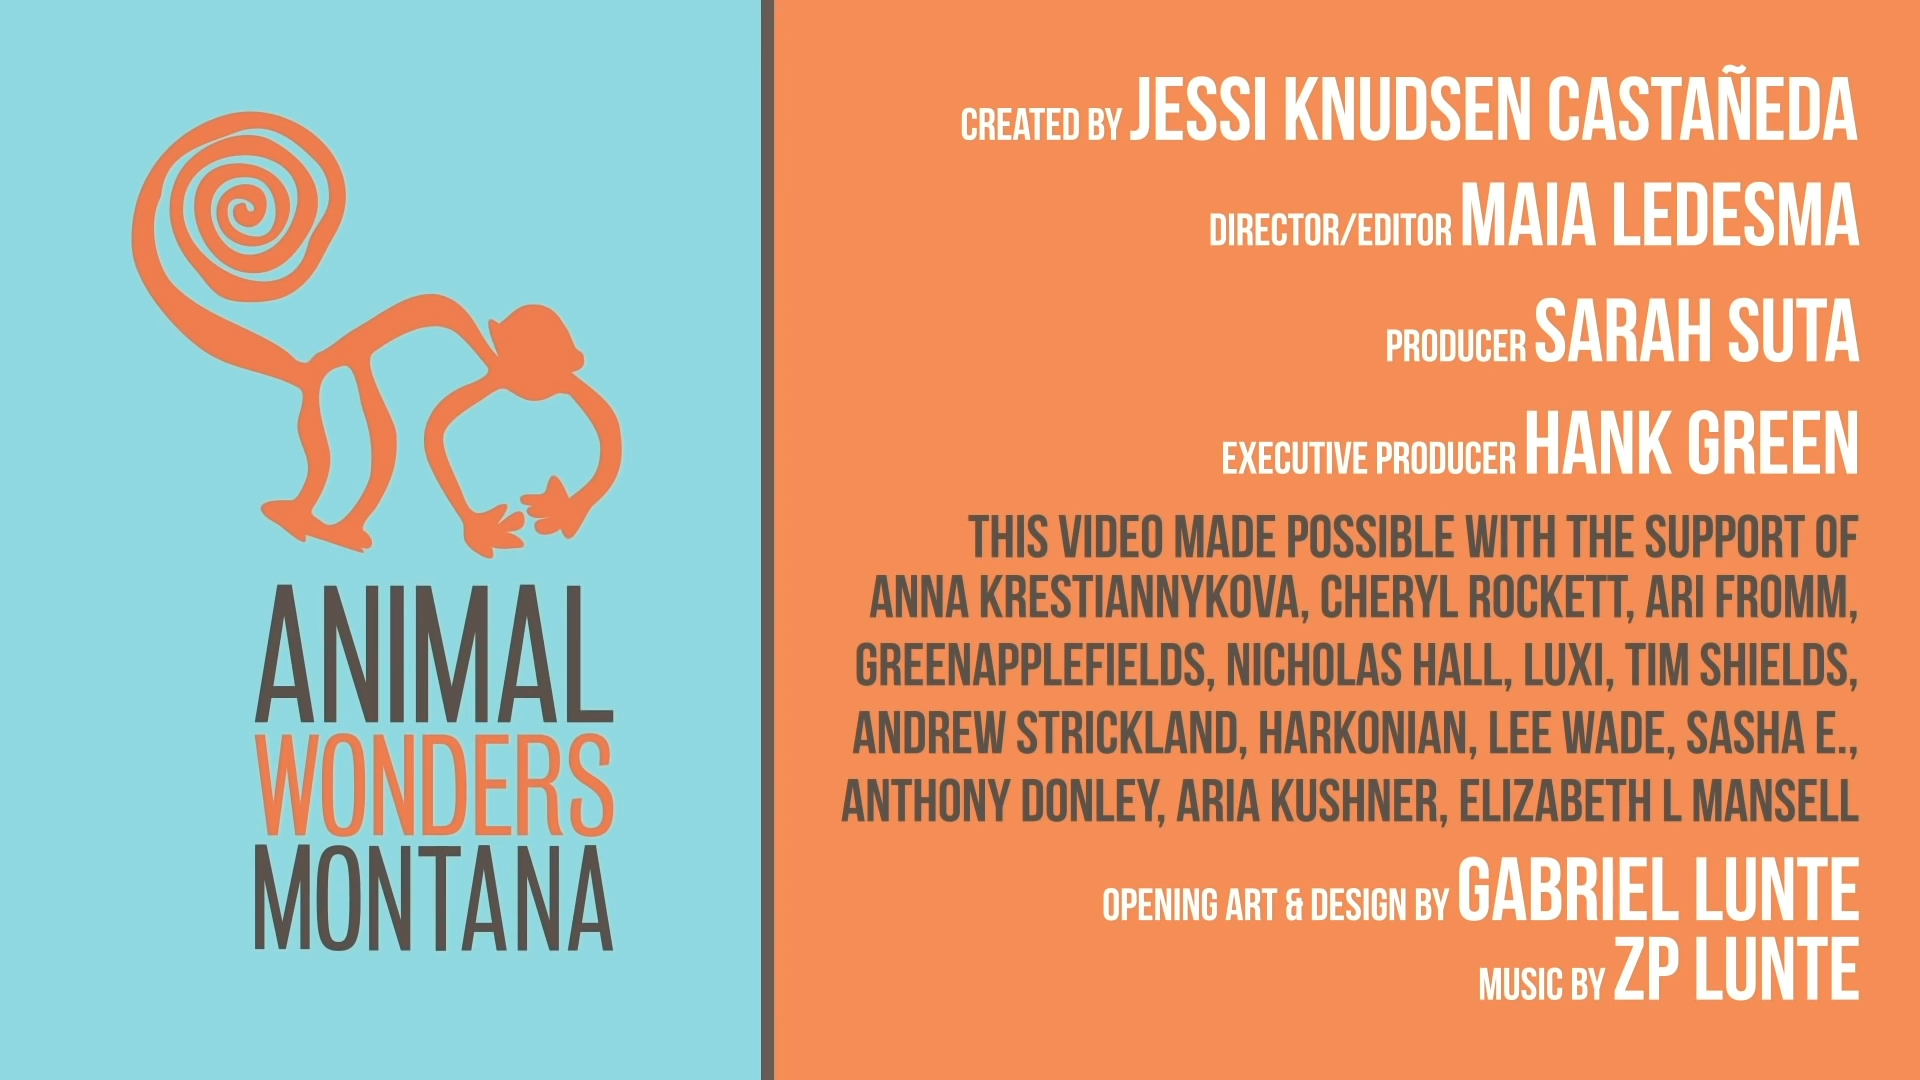 ANIMAL
WONDERS
MONTANA
CREATED BY JESSI KNUDSEN CASTAÑEDA
DIRECTOR/EDITOR MAIA LEDESMA
PRODUCER SARAH SUTA
EXECUTIVE PRODUCER HANK GREEN
THIS VIDEO MADE POSSIBLE WITH THE SUPPORT OF
ANNA KRESTIANNYKOVA, CHERYL ROCKETT, ARI FROMM,
GREENAPPLEFIELDS, NICHOLAS HALL, LUXI, TIM SHIELDS,
ANDREW STRICKLAND, HARKONIAN, LEE WADE, SASHA E.,
ANTHONY DONLEY, ARIA KUSHNER, ELIZABETH L MANSELL
OPENING ART & DESIGN BY GABRIEL LUNTE
MUSIC BY ZP LUNTE